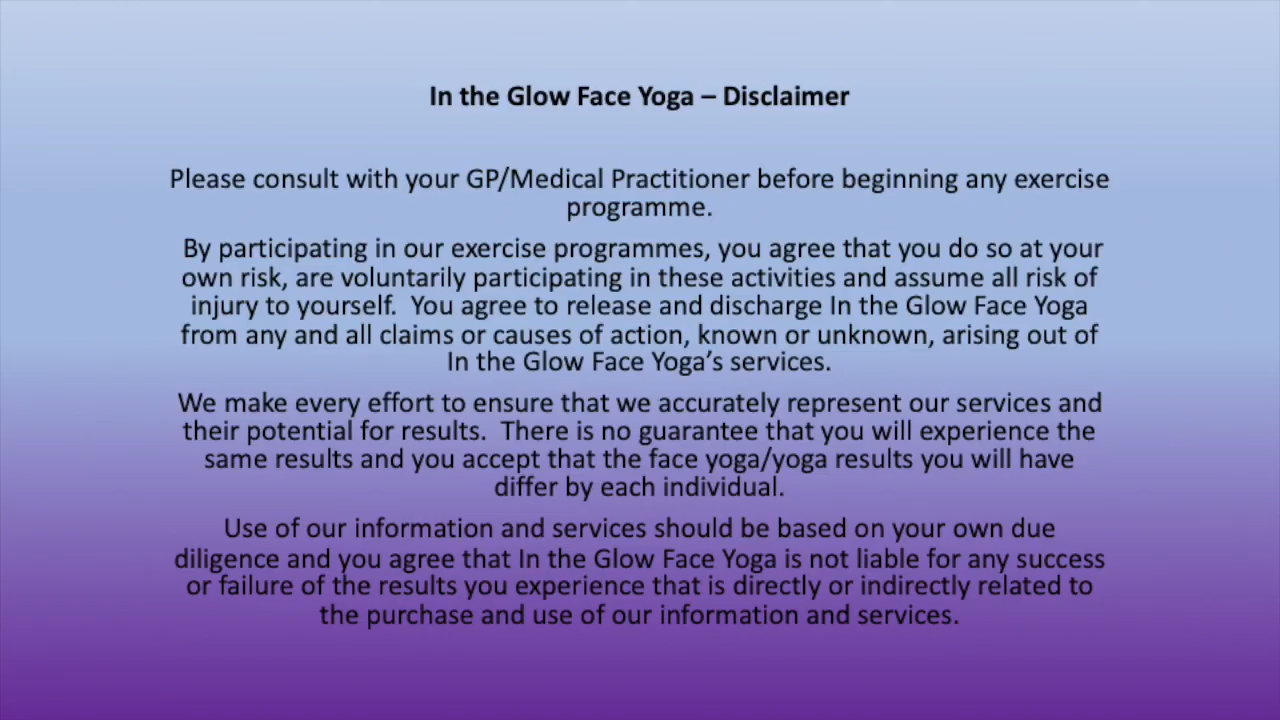 In the Glow Face Yoga – Disclaimer
Please consult with your GP/Medical Practitioner before beginning any exercise
programme.
By participating in our exercise programmes, you agree that you do so at your
own risk, are voluntarily participating in these activities and assume all risk of
injury to yourself.  You agree to release and discharge In the Glow Face Yoga
from any and all claims or causes of action, known or unknown, arising out of
In the Glow Face Yoga’s services.
We make every effort to ensure that we accurately represent our services and
their potential for results.  There is no guarantee that you will experience the
same results and you accept that the face yoga/yoga results you will have
differ by each individual.
Use of our information and services should be based on your own due
diligence and you agree that In the Glow Face Yoga is not liable for any success
or failure of the results you experience that is directly or indirectly related to
the purchase and use of our information and services.